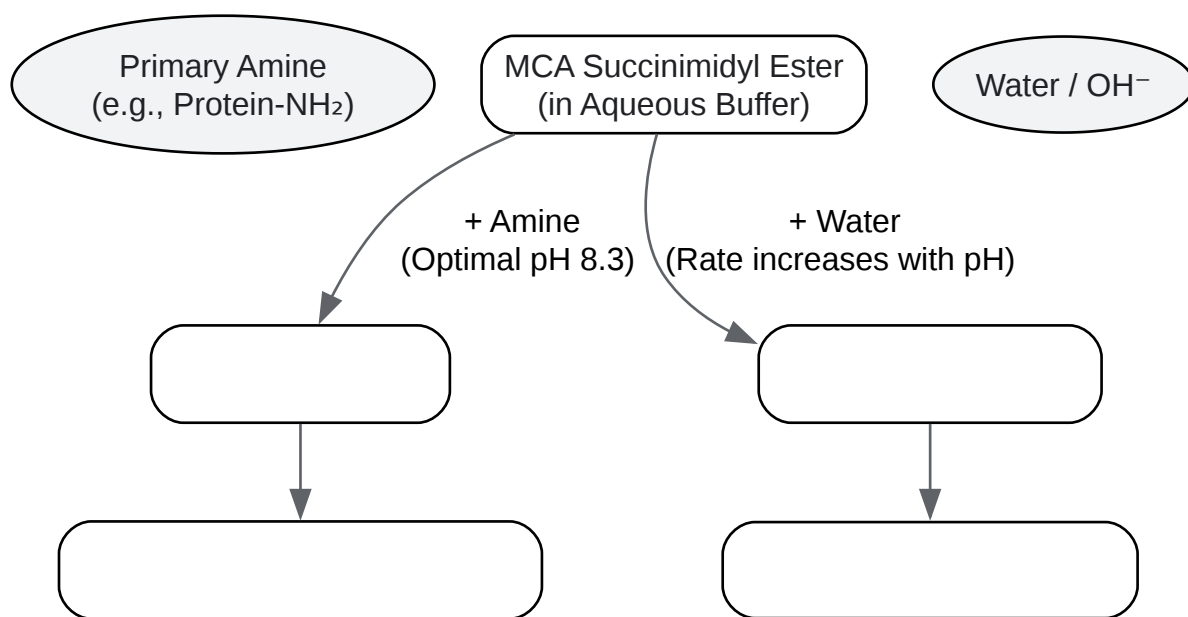 Primary Amine
(e.g., Protein-NH₂)
MCA Succinimidyl Ester
(in Aqueous Buffer)
Water / OH⁻
+ Amine
(Optimal pH 8.3)
+ Water
(Rate increases with pH)